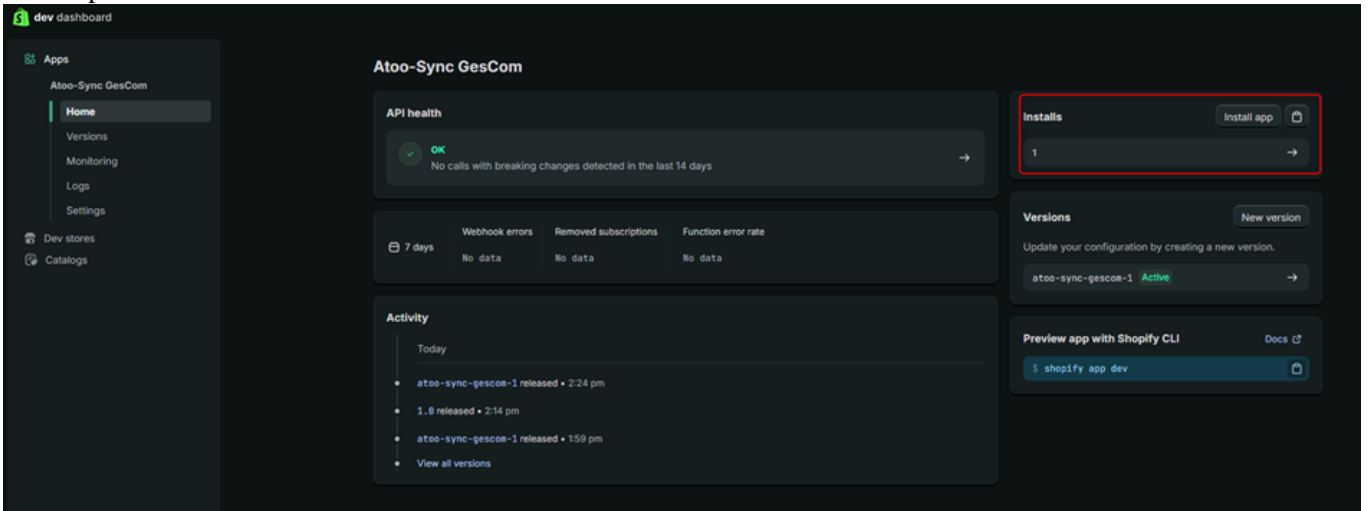 dev dashboard
Apps
Atoo-Sync GesCom
Home
Versions
Monitoring
Logs
Settings
Dev stores
Catalogs
Atoo-Sync GesCom
API health
OK
No calls with breaking changes detected in the last 14 days
7 days
Webhook errors
No data
Removed subscriptions
No data
Function error rate
No data
Activity
Today
atoo-sync-gescom-1 released • 2:24 pm
1.0 released • 2:14 pm
atoo-sync-gescom-1 released • 1:59 pm
View all versions
Installs
Install app
1
Versions
New version
Update your configuration by creating a new version.
atoo-sync-gescom-1 Active
Preview app with Shopify CLI
Docs
$ shopify app dev